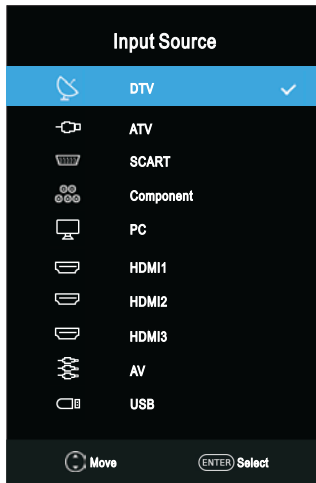 Input Source
DTV
ATV
SCART
Component
PC
HDMI1
HDMI2
HDMI3
AV
USB
Move ENTER Select